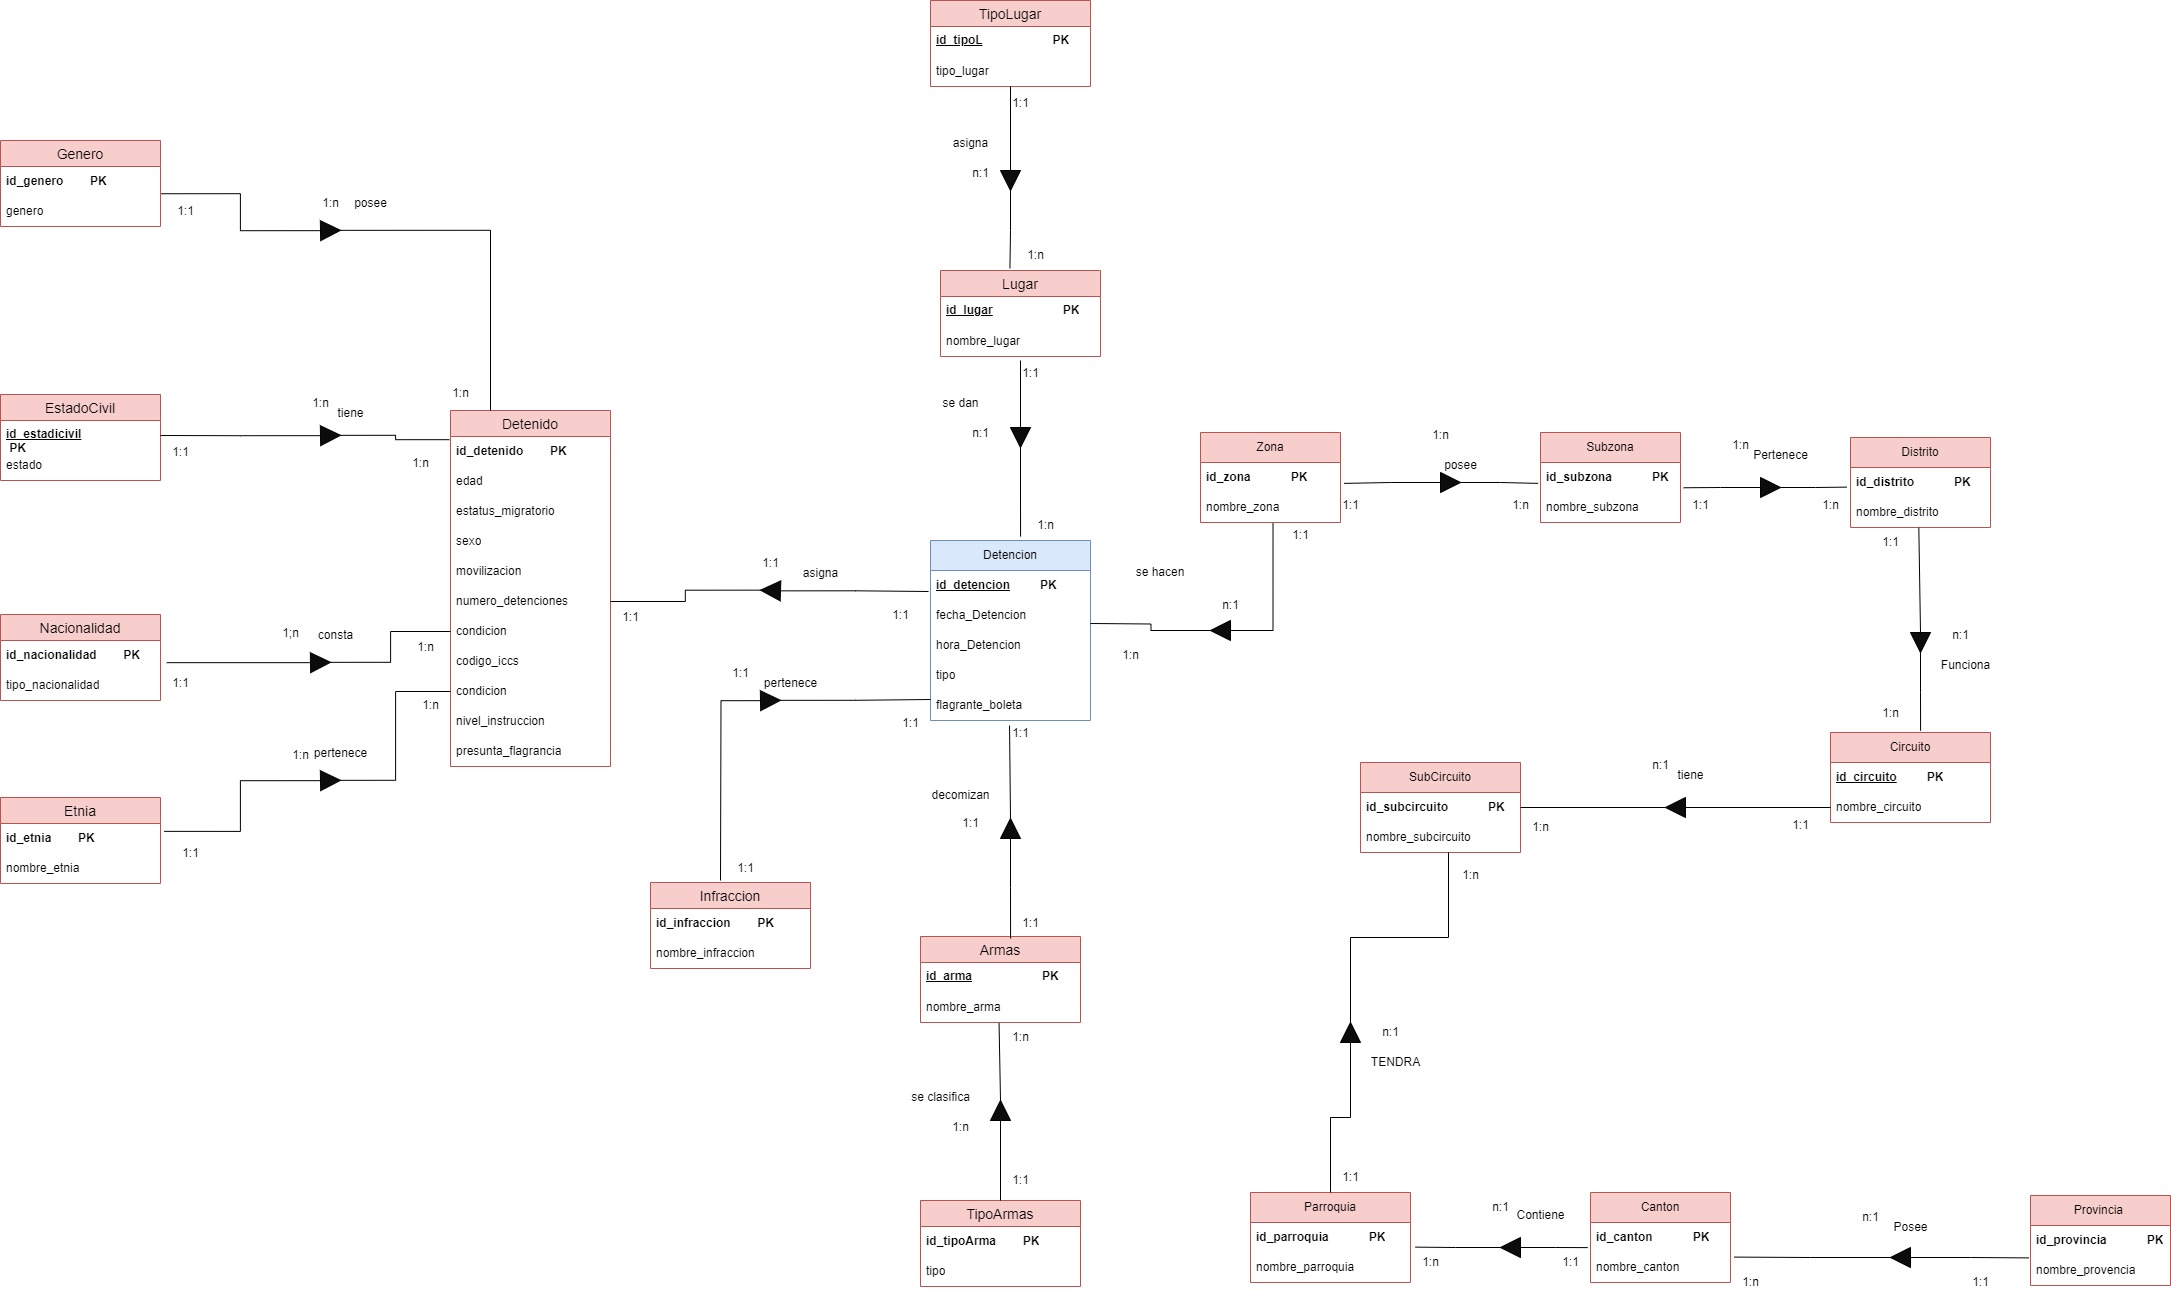 TipoLugar
id_tipoL PK
tipo_lugar
1:1
asigna
n:1
1:n
Lugar
id_lugar PK
nombre_lugar
1:1
se dan
n:1
1:n
Genero
id_genero PK
genero
1:1
1:n posee
1:n
EstadoCivil
id_estadicivil
PK
estado
1:1
1:n
tiene
1:n
Nacionalidad
id_nacionalidad PK
tipo_nacionalidad
1:1
1;n consta
1:n
Etnia
id_etnia PK
nombre_etnia
1:1
1:n pertenece
1:n
Detenido
id_detenido PK
edad
estatus_migratorio
sexo
movilizacion
numero_detenciones
condicion
codigo_iccs
condicion
nivel_instruccion
presunta_flagrancia
1:1
1:1
asigna
1:1
Detencion
id_detencion PK
fecha_Detencion
hora_Detencion
tipo
flagrante_boleta
1:1
pertenece
1:1
1:1
Infraccion
id_infraccion PK
nombre_infraccion
1:1
decomizan
1:1
1:1
Armas
id_arma PK
nombre_arma
1:n
se clasifica
1:n
1:1
TipoArmas
id_tipoArma PK
tipo
Zona
id_zona PK
nombre_zona
1:1
se hacen
n:1
1:n
1:n
posee
1:1
1:n
Subzona
id_subzona PK
nombre_subzona
1:n
Pertenece
1:1
1:n
Distrito
id_distrito PK
nombre_distrito
1:1
n:1
Funciona
1:n
Circuito
id_circuito PK
nombre_circuito
n:1
tiene
1:1
1:n
SubCircuito
id_subcircuito PK
nombre_subcircuito
1:n
n:1
TENDRA
1:1
Parroquia
id_parroquia PK
nombre_parroquia
n:1
Contiene
1:n
1:1
Canton
id_canton PK
nombre_canton
n:1
Posee
1:n
1:1
Provincia
id_provincia PK
nombre_provencia